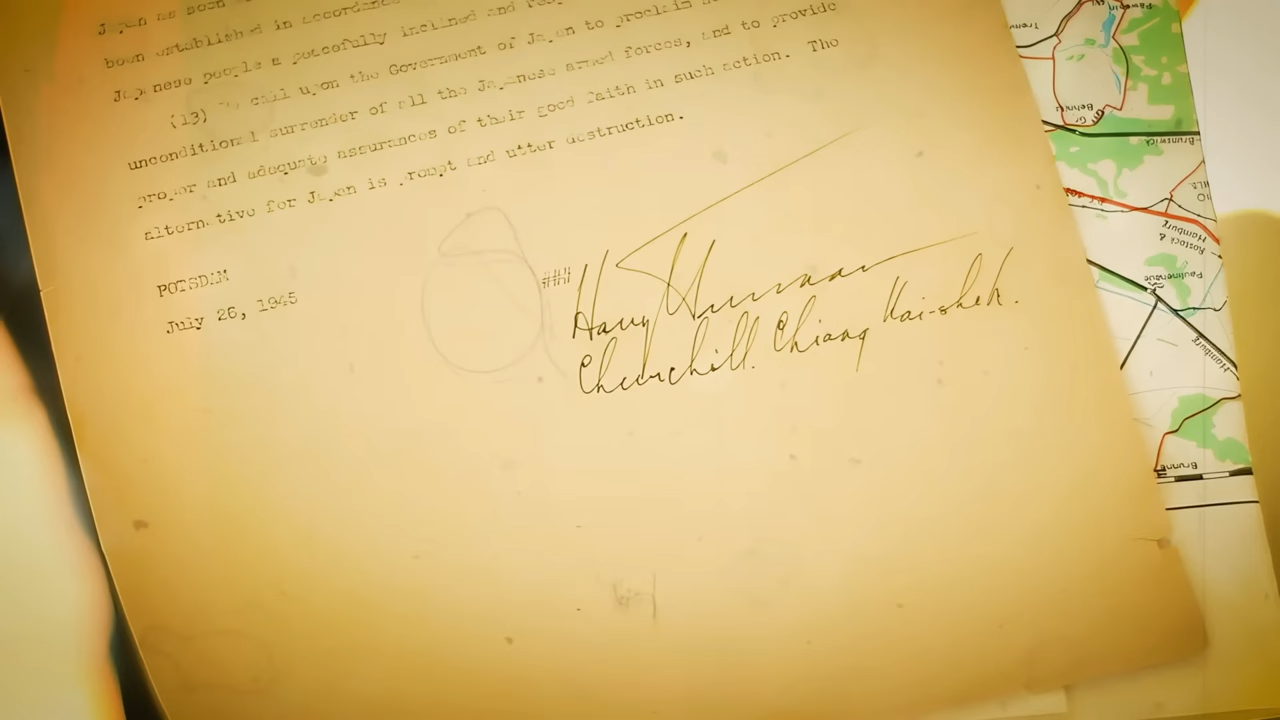 been established in accordance
Japanese people a peacefully inclined and
(13) We call upon the Government of Japan to proclaim
unconditional surrender of all the Japanese armed forces, and to provide
proper and adequate assurances of their good faith in such action. The
alternative for Japan is prompt and utter destruction.
POTSDAM
July 26, 1945
###
Harry Truman
Churchill. Chiang Kai-shek.
Brunswick
Hamburg
Rostock &
Paulinenaue
Hamburg
Brunne